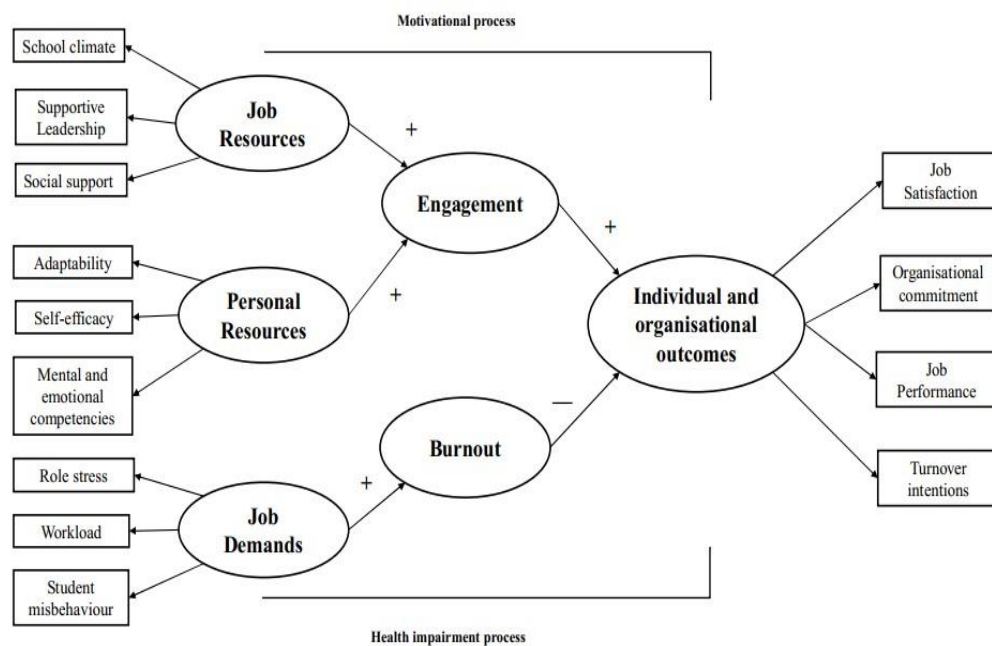 Motivational process
School climate
Supportive
Leadership
Social support
Job
Resources
+
Engagement
Adaptability
Self-efficacy
Mental and
emotional
competencies
Personal
Resources
+
+
Individual and
organisational
outcomes
Job
Satisfaction
Organisational
commitment
Job
Performance
Turnover
intentions
Role stress
Workload
Student
misbehaviour
Job
Demands
+
Burnout
—
Health impairment process